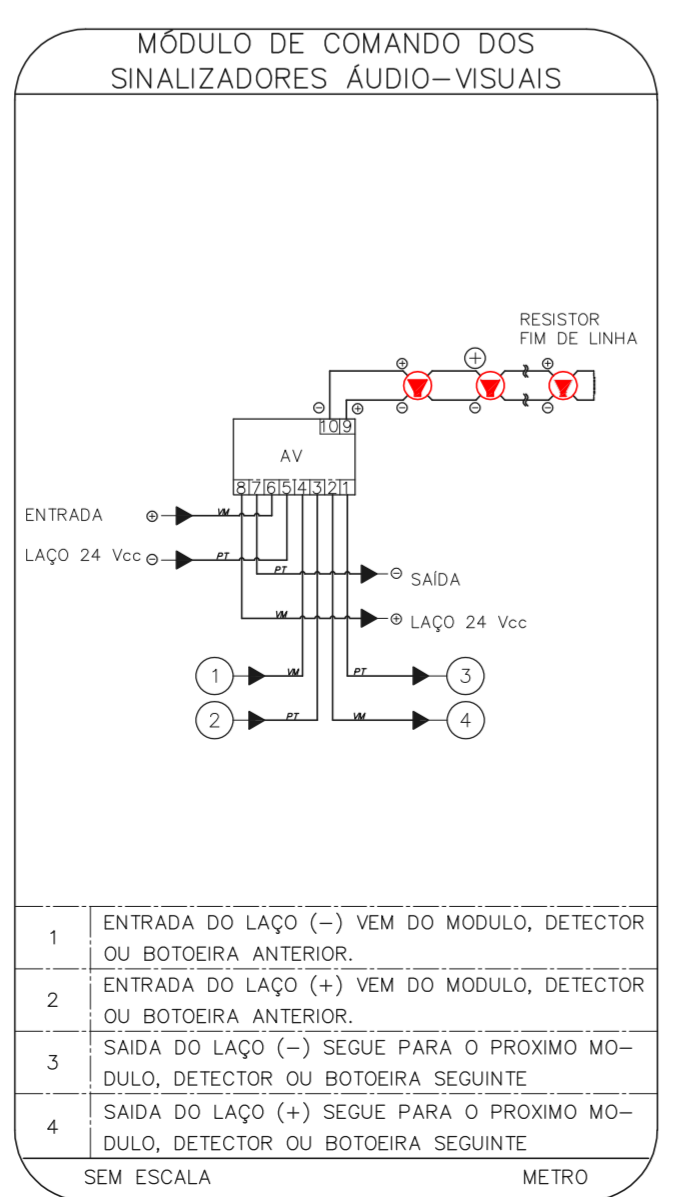 MÓDULO DE COMANDO DOS
SINALIZADORES ÁUDIO–VISUAIS
RESISTOR
FIM DE LINHA
+ + +
− + − − −
10 9
AV
8 7 6 5 4 3 2 1
ENTRADA + VM
LAÇO 24 Vcc − PT
PT − SAÍDA
VM + LAÇO 24 Vcc
1 VM PT 3
2 PT VM 4
1 ENTRADA DO LAÇO (−) VEM DO MODULO, DETECTOR
OU BOTOEIRA ANTERIOR.
2 ENTRADA DO LAÇO (+) VEM DO MODULO, DETECTOR
OU BOTOEIRA ANTERIOR.
3 SAIDA DO LAÇO (−) SEGUE PARA O PROXIMO MO−
DULO, DETECTOR OU BOTOEIRA SEGUINTE
4 SAIDA DO LAÇO (+) SEGUE PARA O PROXIMO MO−
DULO, DETECTOR OU BOTOEIRA SEGUINTE
SEM ESCALA METRO